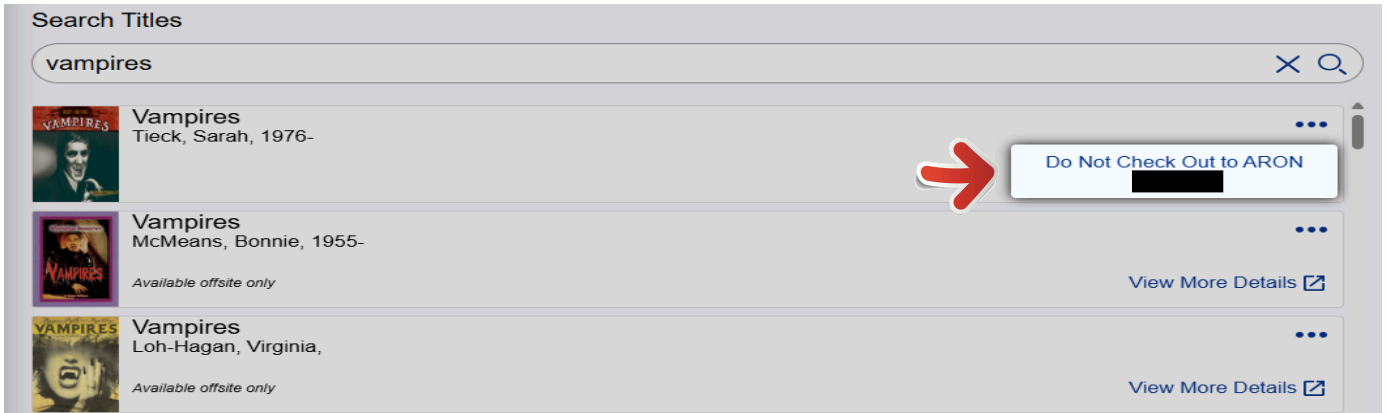 Search Titles
vampires
VAMPIRES
Vampires
Tieck, Sarah, 1976-
Do Not Check Out to ARON
VAMPIRES
Vampires
McMeans, Bonnie, 1955-
Available offsite only
View More Details
VAMPIRES
Vampires
Loh-Hagan, Virginia,
Available offsite only
View More Details